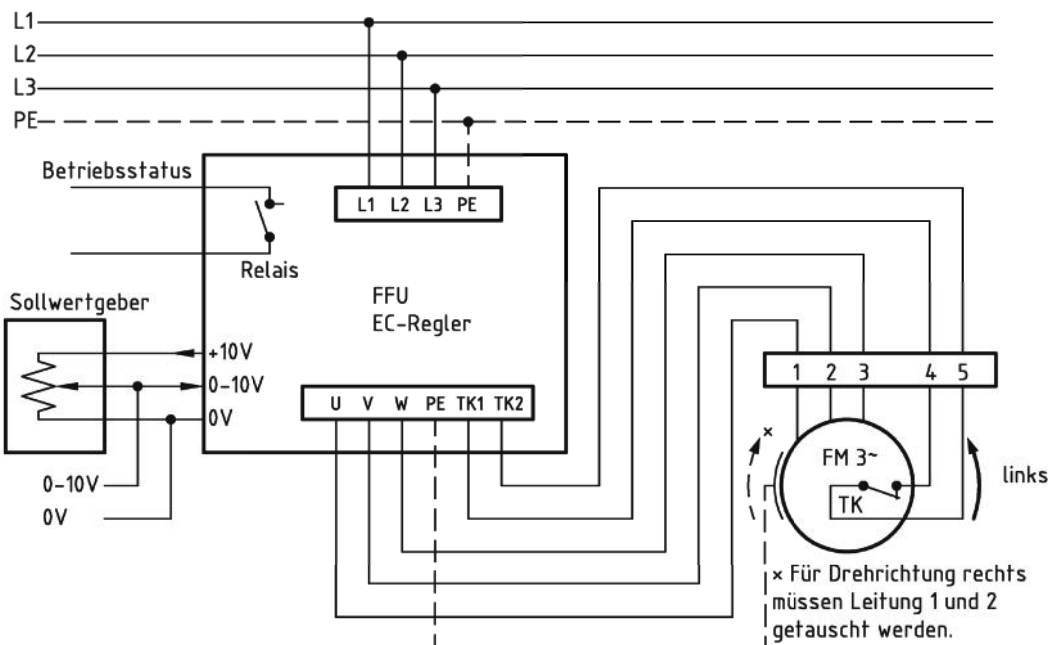 L1
L2
L3
PE
Betriebsstatus
L1 L2 L3 PE
Relais
FFU
EC-Regler
Sollwertgeber
+10V
0-10V
0V
U V W PE TK1 TK2
0-10V
0V
1 2 3 4 5
×
FM 3~
TK
links
× Für Drehrichtung rechts
müssen Leitung 1 und 2
getauscht werden.